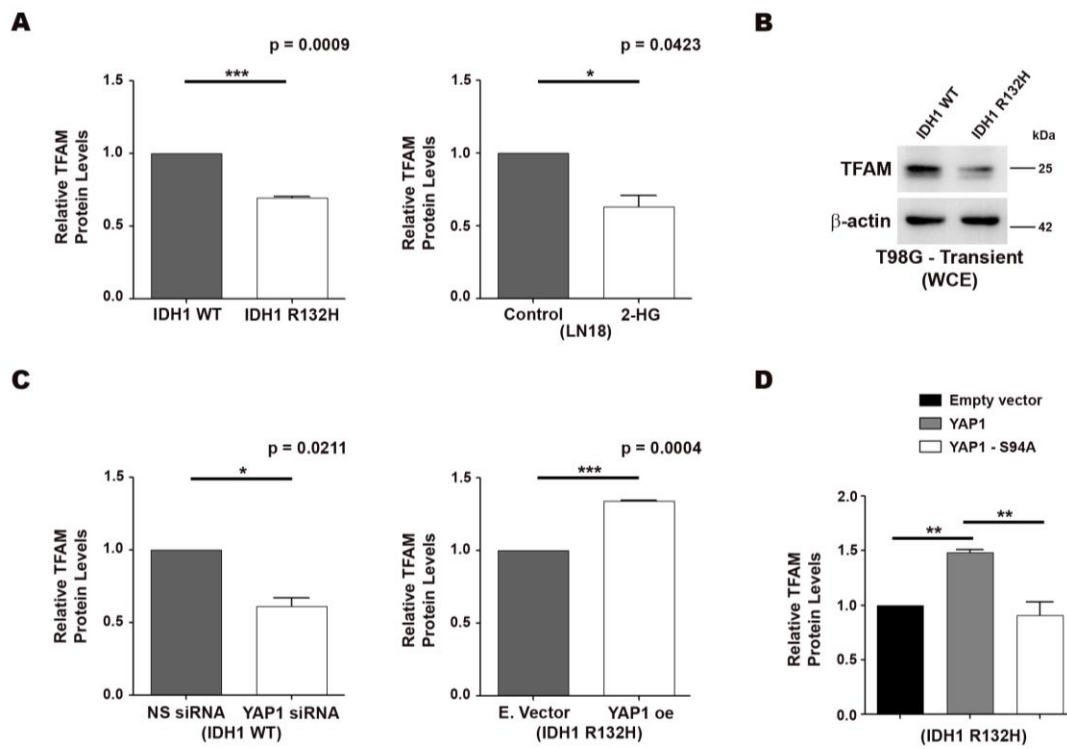 A
p = 0.0009
***
Relative TFAM
Protein Levels
1.5
1.0
0.5
0.0
IDH1 WT IDH1 R132H
p = 0.0423
*
Relative TFAM
Protein Levels
1.5
1.0
0.5
0.0
Control 2-HG
(LN18)
B
IDH1 WT
IDH1 R132H
kDa
TFAM
25
β-actin
42
T98G - Transient
(WCE)
C
p = 0.0211
*
Relative TFAM
Protein Levels
1.5
1.0
0.5
0.0
NS siRNA YAP1 siRNA
(IDH1 WT)
p = 0.0004
***
Relative TFAM
Protein Levels
1.5
1.0
0.5
0.0
E. Vector YAP1 oe
(IDH1 R132H)
D
Empty vector
YAP1
YAP1 - S94A
Relative TFAM
Protein Levels
2.0
1.5
1.0
0.5
0.0
**
**
(IDH1 R132H)